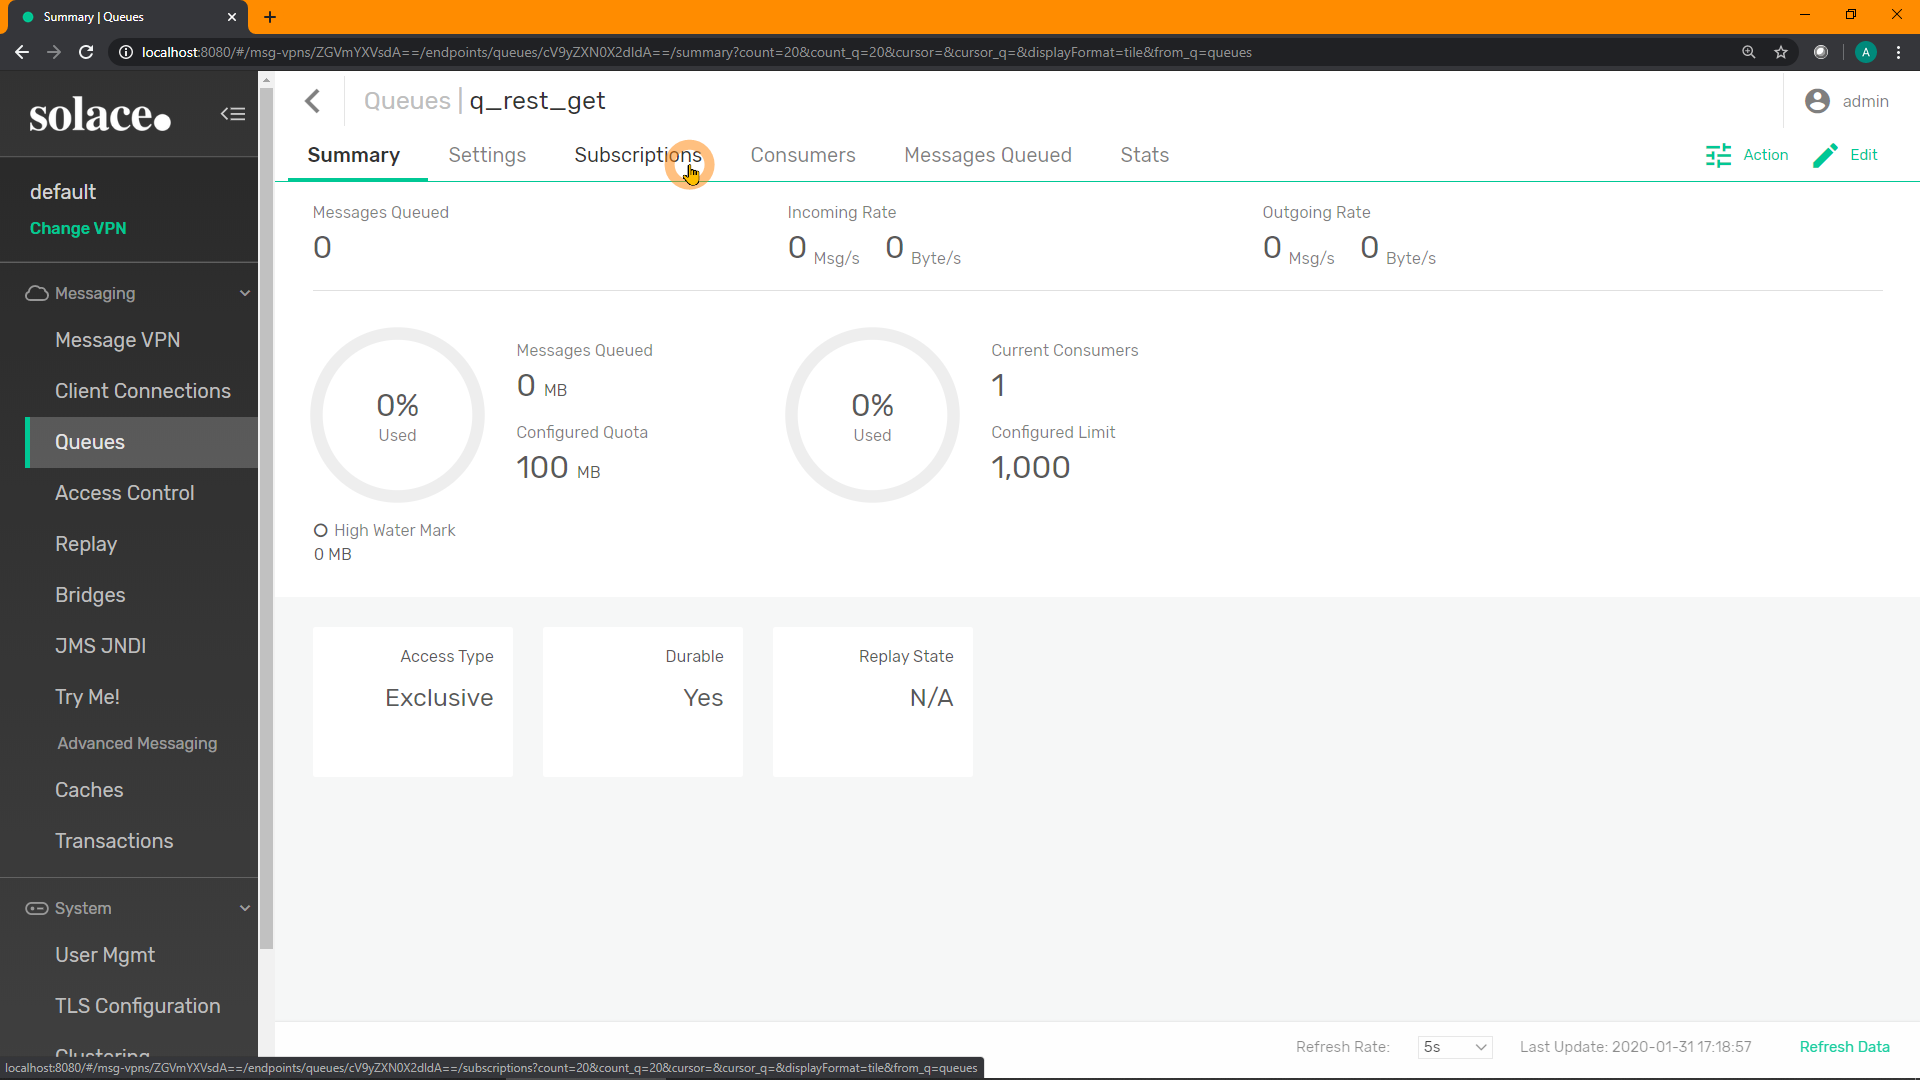 Summary | Queues
localhost:8080/#/msg-vpns/ZGVmYXVsdA==/endpoints/queues/cV9yZXN0X2dldA==/summary?count=20&count_q=20&cursor=&cursor_q=&displayFormat=tile&from_q=queues
A
solace.
Queues | q_rest_get
admin
Summary
Settings
Subscriptions
Consumers
Messages Queued
Stats
Action
Edit
default
Change VPN
Messaging
Message VPN
Client Connections
Queues
Access Control
Replay
Bridges
JMS JNDI
Try Me!
Advanced Messaging
Caches
Transactions
System
User Mgmt
TLS Configuration
Clustering
Messages Queued
0
Incoming Rate
0 Msg/s 0 Byte/s
Outgoing Rate
0 Msg/s 0 Byte/s
0%
Used
Messages Queued
0 MB
Configured Quota
100 MB
High Water Mark
0 MB
0%
Used
Current Consumers
1
Configured Limit
1,000
Access Type
Exclusive
Durable
Yes
Replay State
N/A
Refresh Rate: 5s
Last Update: 2020-01-31 17:18:57
Refresh Data
localhost:8080/#/msg-vpns/ZGVmYXVsdA==/endpoints/queues/cV9yZXN0X2dldA==/subscriptions?count=20&count_q=20&cursor=&cursor_q=&displayFormat=tile&from_q=queues